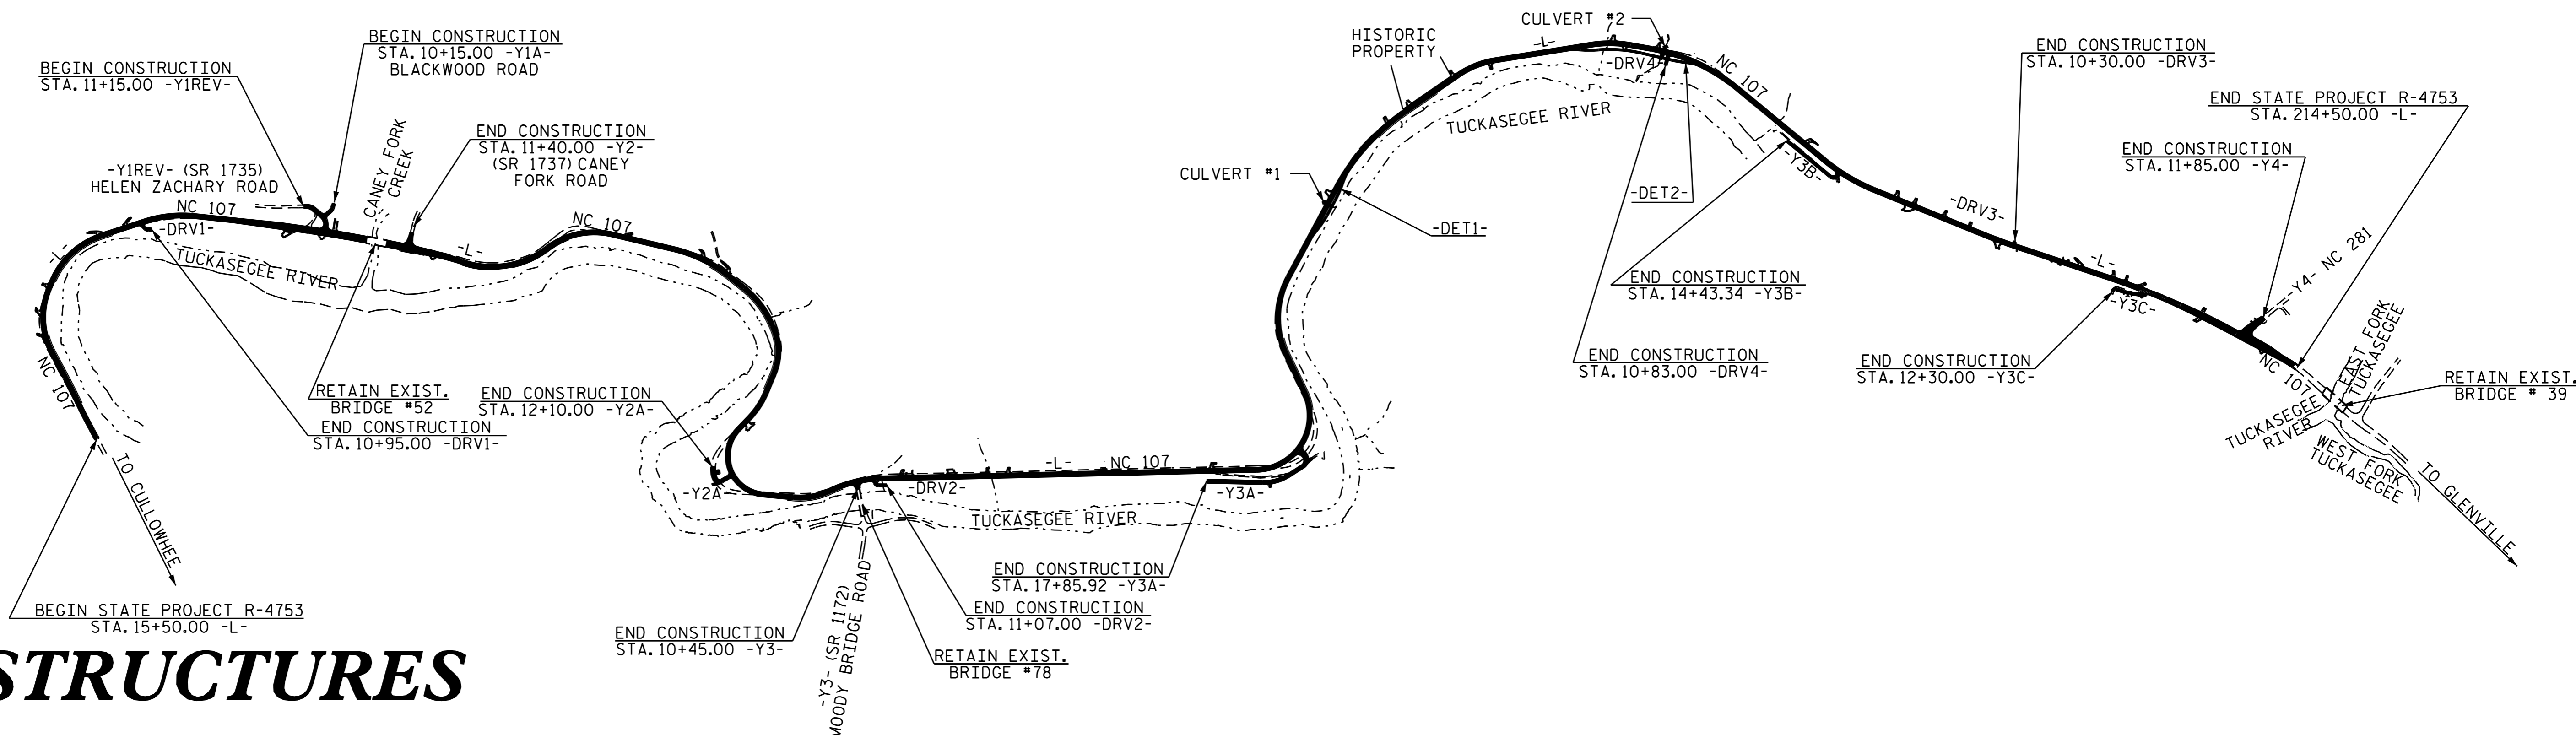 BEGIN CONSTRUCTION
STA. 11+15.00 -Y1REV-
BEGIN CONSTRUCTION
STA. 10+15.00 -Y1A-
BLACKWOOD ROAD
-Y1REV- (SR 1735)
HELEN ZACHARY ROAD
CANEY FORK
CREEK
END CONSTRUCTION
STA. 11+40.00 -Y2-
(SR 1737) CANEY
FORK ROAD
NC 107
-DRV1-
-L-
TUCKASEGEE RIVER
-L-
NC 107
NC 107
TO CULLOWHEE
BEGIN STATE PROJECT R-4753
STA. 15+50.00 -L-
RETAIN EXIST.
BRIDGE #52
END CONSTRUCTION
STA. 10+95.00 -DRV1-
END CONSTRUCTION
STA. 12+10.00 -Y2A-
-Y2A-
-DRV2-
-L-
NC 107
-Y3A-
TUCKASEGEE RIVER
END CONSTRUCTION
STA. 17+85.92 -Y3A-
END CONSTRUCTION
STA. 11+07.00 -DRV2-
END CONSTRUCTION
STA. 10+45.00 -Y3-
RETAIN EXIST.
BRIDGE #78
-Y3- (SR 1172)
MOODY BRIDGE ROAD
CULVERT #1
-DET1-
HISTORIC
PROPERTY
-L-
CULVERT #2
-DRV4-
NC 107
TUCKASEGEE RIVER
-DET2-
-Y3B-
END CONSTRUCTION
STA. 14+43.34 -Y3B-
END CONSTRUCTION
STA. 10+83.00 -DRV4-
END CONSTRUCTION
STA. 10+30.00 -DRV3-
-DRV3-
END STATE PROJECT R-4753
STA. 214+50.00 -L-
END CONSTRUCTION
STA. 11+85.00 -Y4-
-L-
-Y3C-
-Y4- NC 281
END CONSTRUCTION
STA. 12+30.00 -Y3C-
NC 107
EAST FORK
TUCKASEGEE
RETAIN EXIST.
BRIDGE # 39
TUCKASEGEE
RIVER
WEST FORK
TUCKASEGEE
TO GLENVILLE
STRUCTURES